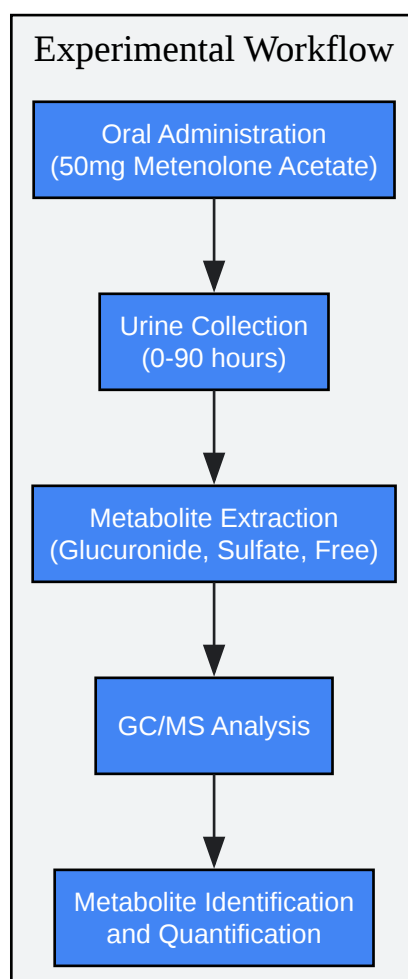 Experimental Workflow
Oral Administration
(50mg Metenolone Acetate)
Urine Collection
(0-90 hours)
Metabolite Extraction
(Glucuronide, Sulfate, Free)
GC/MS Analysis
Metabolite Identification
and Quantification